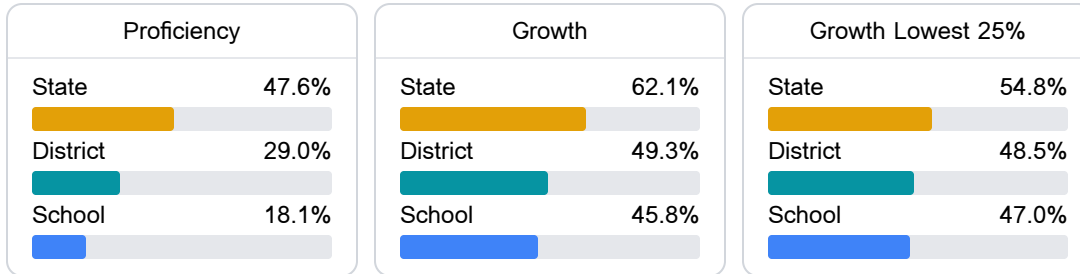 Proficiency
State 47.6%
District 29.0%
School 18.1%
Growth
State 62.1%
District 49.3%
School 45.8%
Growth Lowest 25%
State 54.8%
District 48.5%
School 47.0%